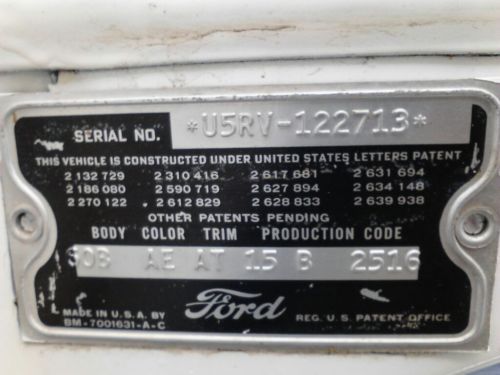 SERIAL NO. *U5RV-122713*
THIS VEHICLE IS CONSTRUCTED UNDER UNITED STATES LETTERS PATENT
2 132 729 2 310 416 2 617 681 2 631 694
2 186 080 2 590 719 2 627 894 2 634 148
2 270 122 2 612 829 2 628 833 2 639 938
OTHER PATENTS PENDING
BODY COLOR TRIM PRODUCTION CODE
60B AE AT 15 B 2516
MADE IN U.S.A. BY
BM-7001631-A-C
Ford
REG. U.S. PATENT OFFICE